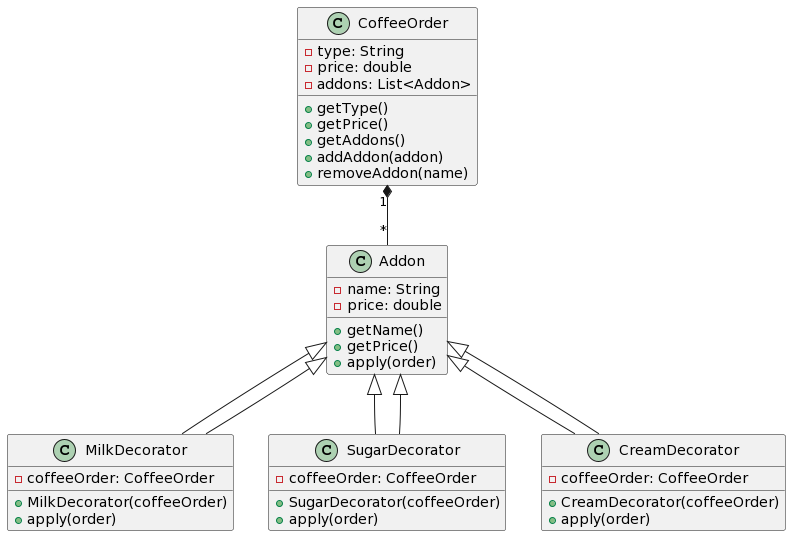 C CoffeeOrder
type: String
price: double
addons: List<Addon>
getType()
getPrice()
getAddons()
addAddon(addon)
removeAddon(name)
1
*
C Addon
name: String
price: double
getName()
getPrice()
apply(order)
C MilkDecorator
coffeeOrder: CoffeeOrder
MilkDecorator(coffeeOrder)
apply(order)
C SugarDecorator
coffeeOrder: CoffeeOrder
SugarDecorator(coffeeOrder)
apply(order)
C CreamDecorator
coffeeOrder: CoffeeOrder
CreamDecorator(coffeeOrder)
apply(order)